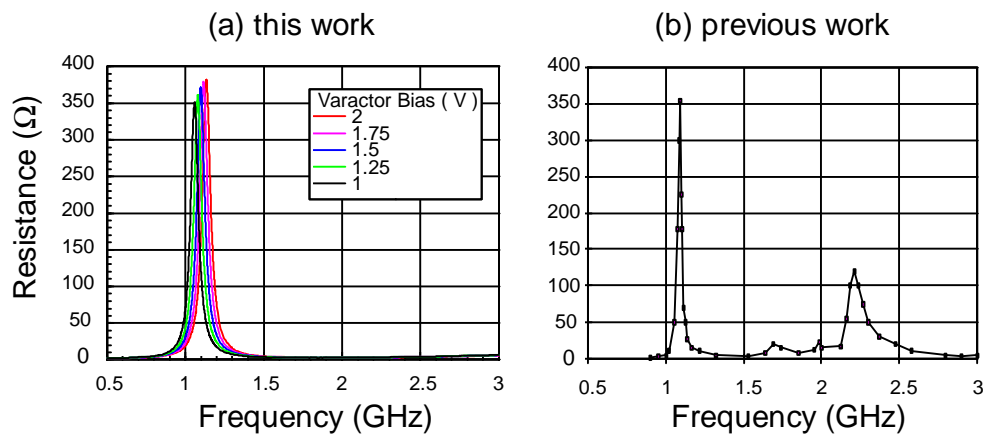 (a) this work
(b) previous work
Resistance (Ω)
400
350
300
250
200
150
100
50
0
Varactor Bias ( V )
2
1.75
1.5
1.25
1
0.5 1 1.5 2 2.5 3
Frequency (GHz)
400
350
300
250
200
150
100
50
0
0.5 1 1.5 2 2.5 3
Frequency (GHz)